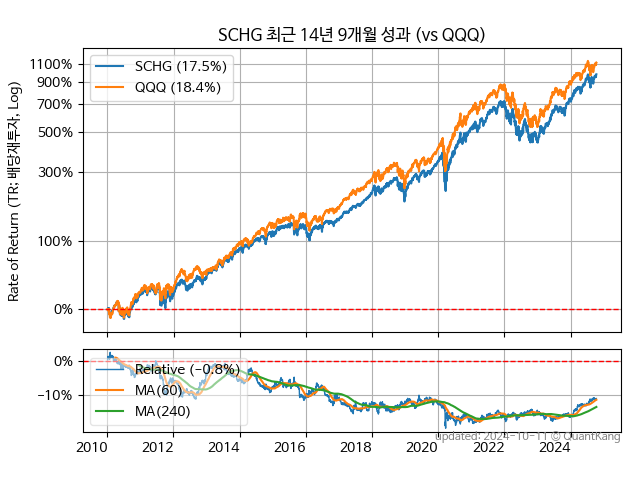 SCHG 최근 14년 9개월 성과 (vs QQQ)
Rate of Return (TR; 배당재투자, Log)
1100%
900%
700%
500%
300%
100%
0%
SCHG (17.5%)
QQQ (18.4%)
0%
−10%
Relative (−0.8%)
MA(60)
MA(240)
2010 2012 2014 2016 2018 2020 2022 2024
Updated: 2024-10-11 © QuantKang